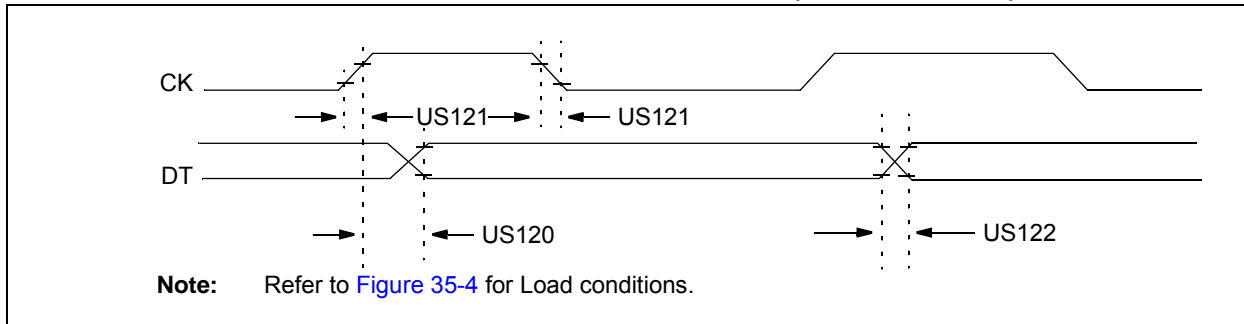 CK
US121 US121
DT
US120 US122
Note: Refer to Figure 35-4 for Load conditions.